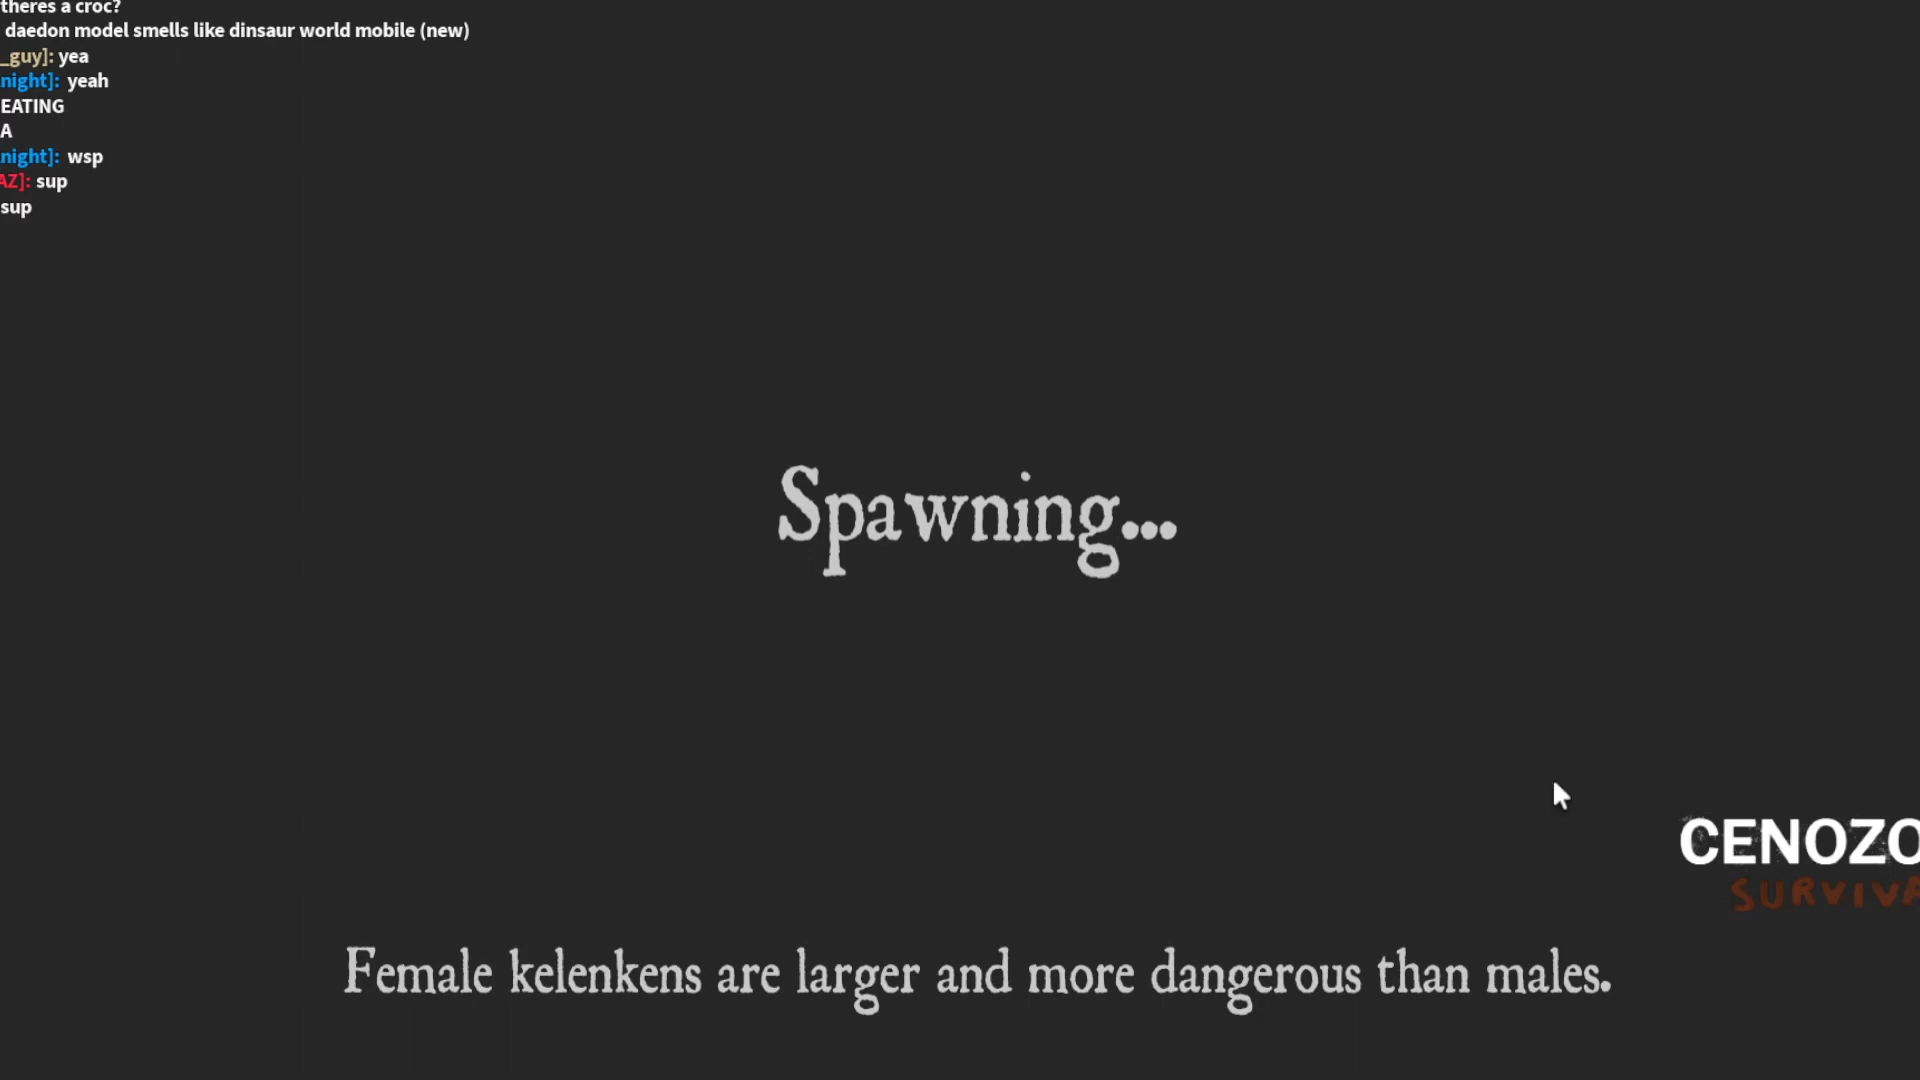 theres a croc?
daedon model smells like dinsaur world mobile (new)
_guy]: yea
night]: yeah
EATING
A
night]: wsp
AZ]: sup
sup
Spawning...
CENOZO
SURVIVA
Female kelenkens are larger and more dangerous than males.